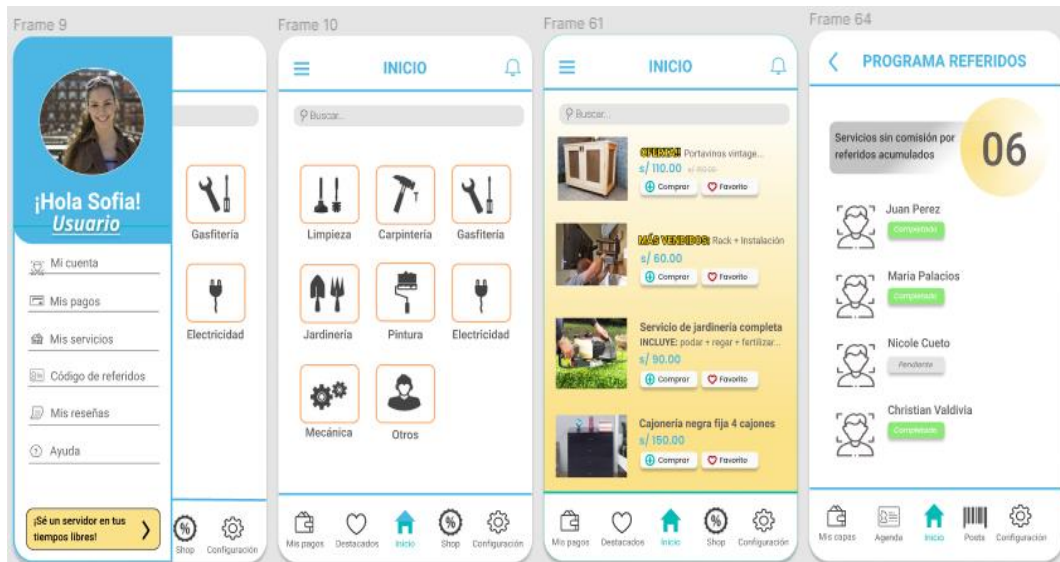 Frame 9
¡Hola Sofia!
Usuario
Mi cuenta
Mis pagos
Mis servicios
Código de referidos
Mis reseñas
Ayuda
¡Sé un servidor en tus
tiempos libres!
Gasfitería
Electricidad
Shop
Configuración
Frame 10
INICIO
Buscar...
Limpieza
Carpintería
Gasfitería
Jardinería
Pintura
Electricidad
Mecánica
Otros
Mis pagos
Destacados
Inicio
Shop
Configuración
Frame 61
INICIO
Buscar...
OFERTA!! Portavinos vintage...
s/ 110.00
Comprar
Favorito
MÁS VENDIDOS: Rack + Instalación
s/ 60.00
Comprar
Favorito
Servicio de jardinería completa
INCLUYE: podar + regar + fertilizar...
s/ 90.00
Comprar
Favorito
Cajonería negra fija 4 cajones
s/ 150.00
Comprar
Favorito
Mis pagos
Destacados
Inicio
Shop
Configuración
Frame 64
PROGRAMA REFERIDOS
Servicios sin comisión por
referidos acumulados
06
Juan Perez
Completado
Maria Palacios
Completado
Nicole Cueto
Pendiente
Christian Valdivia
Completado
Agenda
Inicio
Posts
Configuración